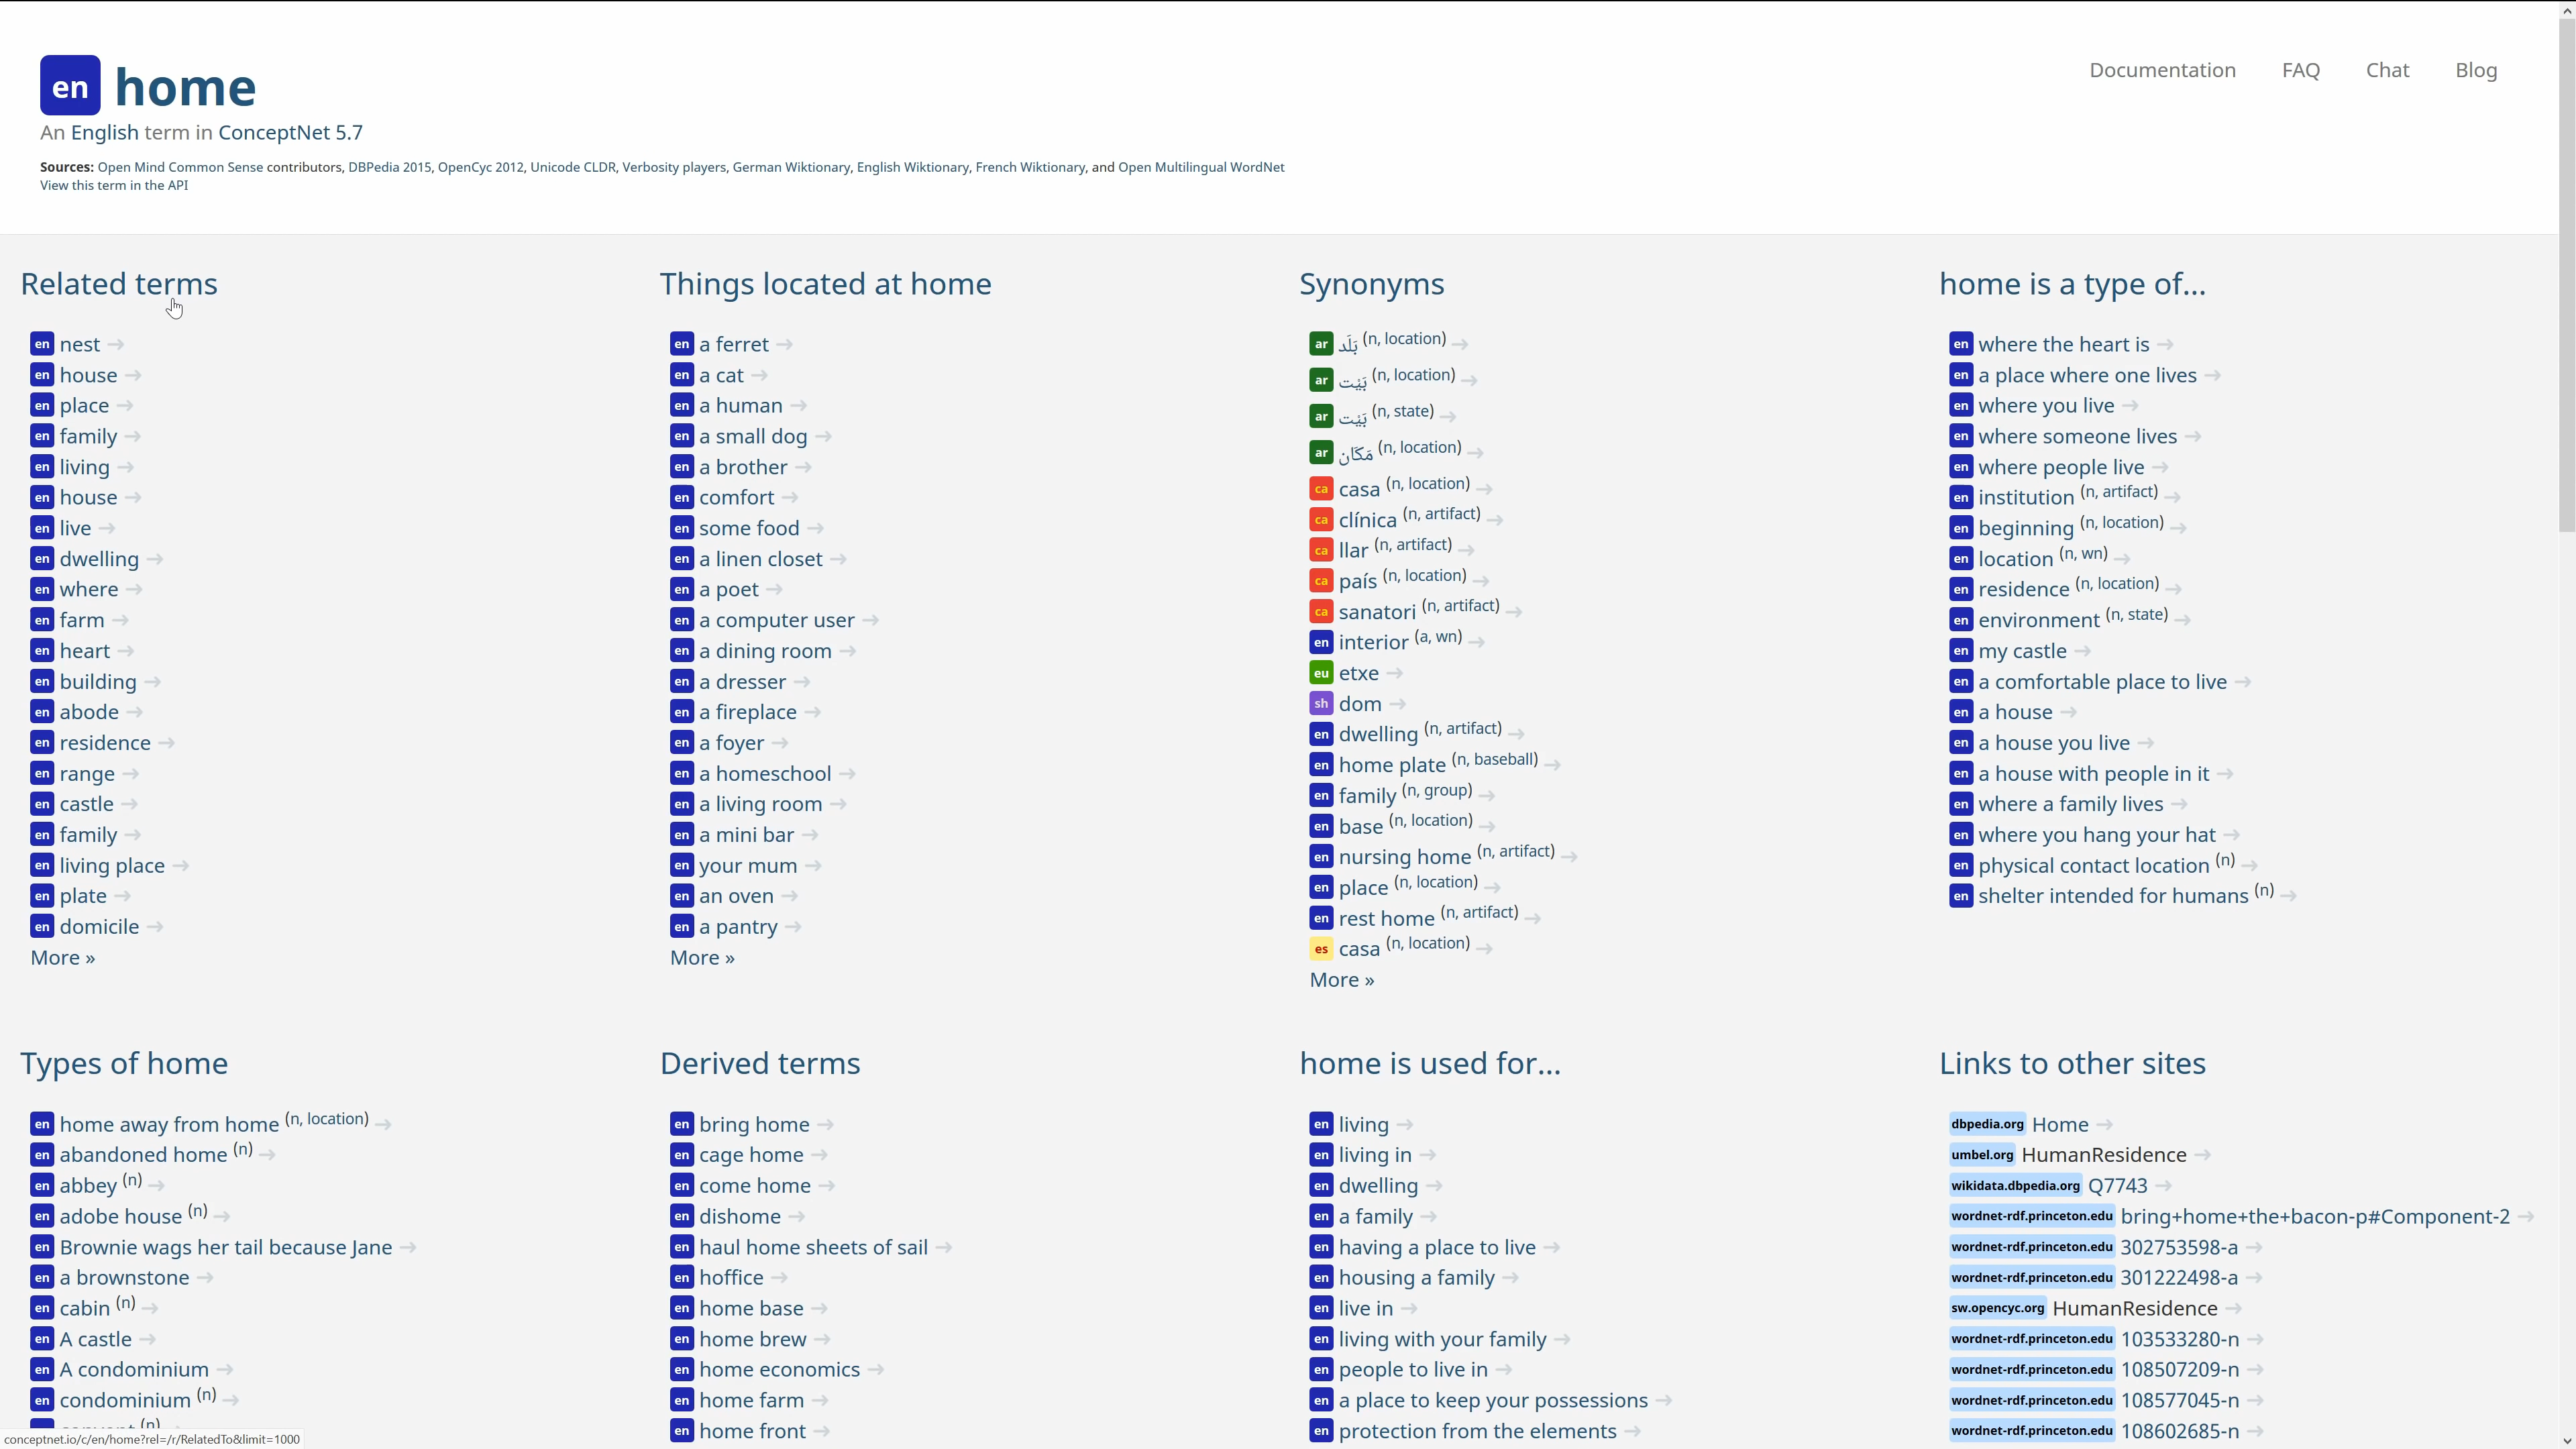 en home
Documentation FAQ Chat Blog
An English term in ConceptNet 5.7
Sources: Open Mind Common Sense contributors, DBPedia 2015, OpenCyc 2012, Unicode CLDR, Verbosity players, German Wiktionary, English Wiktionary, French Wiktionary, and Open Multilingual WordNet
View this term in the API
Related terms
en nest →
en house →
en place →
en family →
en living →
en house →
en live →
en dwelling →
en where →
en farm →
en heart →
en building →
en abode →
en residence →
en range →
en castle →
en family →
en living place →
en plate →
en domicile →
More »
Things located at home
en a ferret →
en a cat →
en a human →
en a small dog →
en a brother →
en comfort →
en some food →
en a linen closet →
en a poet →
en a computer user →
en a dining room →
en a dresser →
en a fireplace →
en a foyer →
en a homeschool →
en a living room →
en a mini bar →
en your mum →
en an oven →
en a pantry →
More »
Synonyms
ar بَلَد (n, location) →
ar بَيْت (n, location) →
ar بَيْت (n, state) →
ar مَكَان (n, location) →
ca casa (n, location) →
ca clínica (n, artifact) →
ca llar (n, artifact) →
ca país (n, location) →
ca sanatori (n, artifact) →
en interior (a, wn) →
eu etxe →
sh dom →
en dwelling (n, artifact) →
en home plate (n, baseball) →
en family (n, group) →
en base (n, location) →
en nursing home (n, artifact) →
en place (n, location) →
en rest home (n, artifact) →
es casa (n, location) →
More »
home is a type of...
en where the heart is →
en a place where one lives →
en where you live →
en where someone lives →
en where people live →
en institution (n, artifact) →
en beginning (n, location) →
en location (n, wn) →
en residence (n, location) →
en environment (n, state) →
en my castle →
en a comfortable place to live →
en a house →
en a house you live →
en a house with people in it →
en where a family lives →
en where you hang your hat →
en physical contact location (n) →
en shelter intended for humans (n) →
Types of home
en home away from home (n, location) →
en abandoned home (n) →
en abbey (n) →
en adobe house (n) →
en Brownie wags her tail because Jane →
en a brownstone →
en cabin (n) →
en A castle →
en A condominium →
en condominium (n) →
Derived terms
en bring home →
en cage home →
en come home →
en dishome →
en haul home sheets of sail →
en hoffice →
en home base →
en home brew →
en home economics →
en home farm →
en home front →
home is used for...
en living →
en living in →
en dwelling →
en a family →
en having a place to live →
en housing a family →
en live in →
en living with your family →
en people to live in →
en a place to keep your possessions →
en protection from the elements →
Links to other sites
dbpedia.org Home →
umbel.org HumanResidence →
wikidata.dbpedia.org Q7743 →
wordnet-rdf.princeton.edu bring+home+the+bacon-p#Component-2 →
wordnet-rdf.princeton.edu 302753598-a →
wordnet-rdf.princeton.edu 301222498-a →
sw.opencyc.org HumanResidence →
wordnet-rdf.princeton.edu 103533280-n →
wordnet-rdf.princeton.edu 108507209-n →
wordnet-rdf.princeton.edu 108577045-n →
wordnet-rdf.princeton.edu 108602685-n →
conceptnet.io/c/en/home?rel=/r/RelatedTo&limit=1000